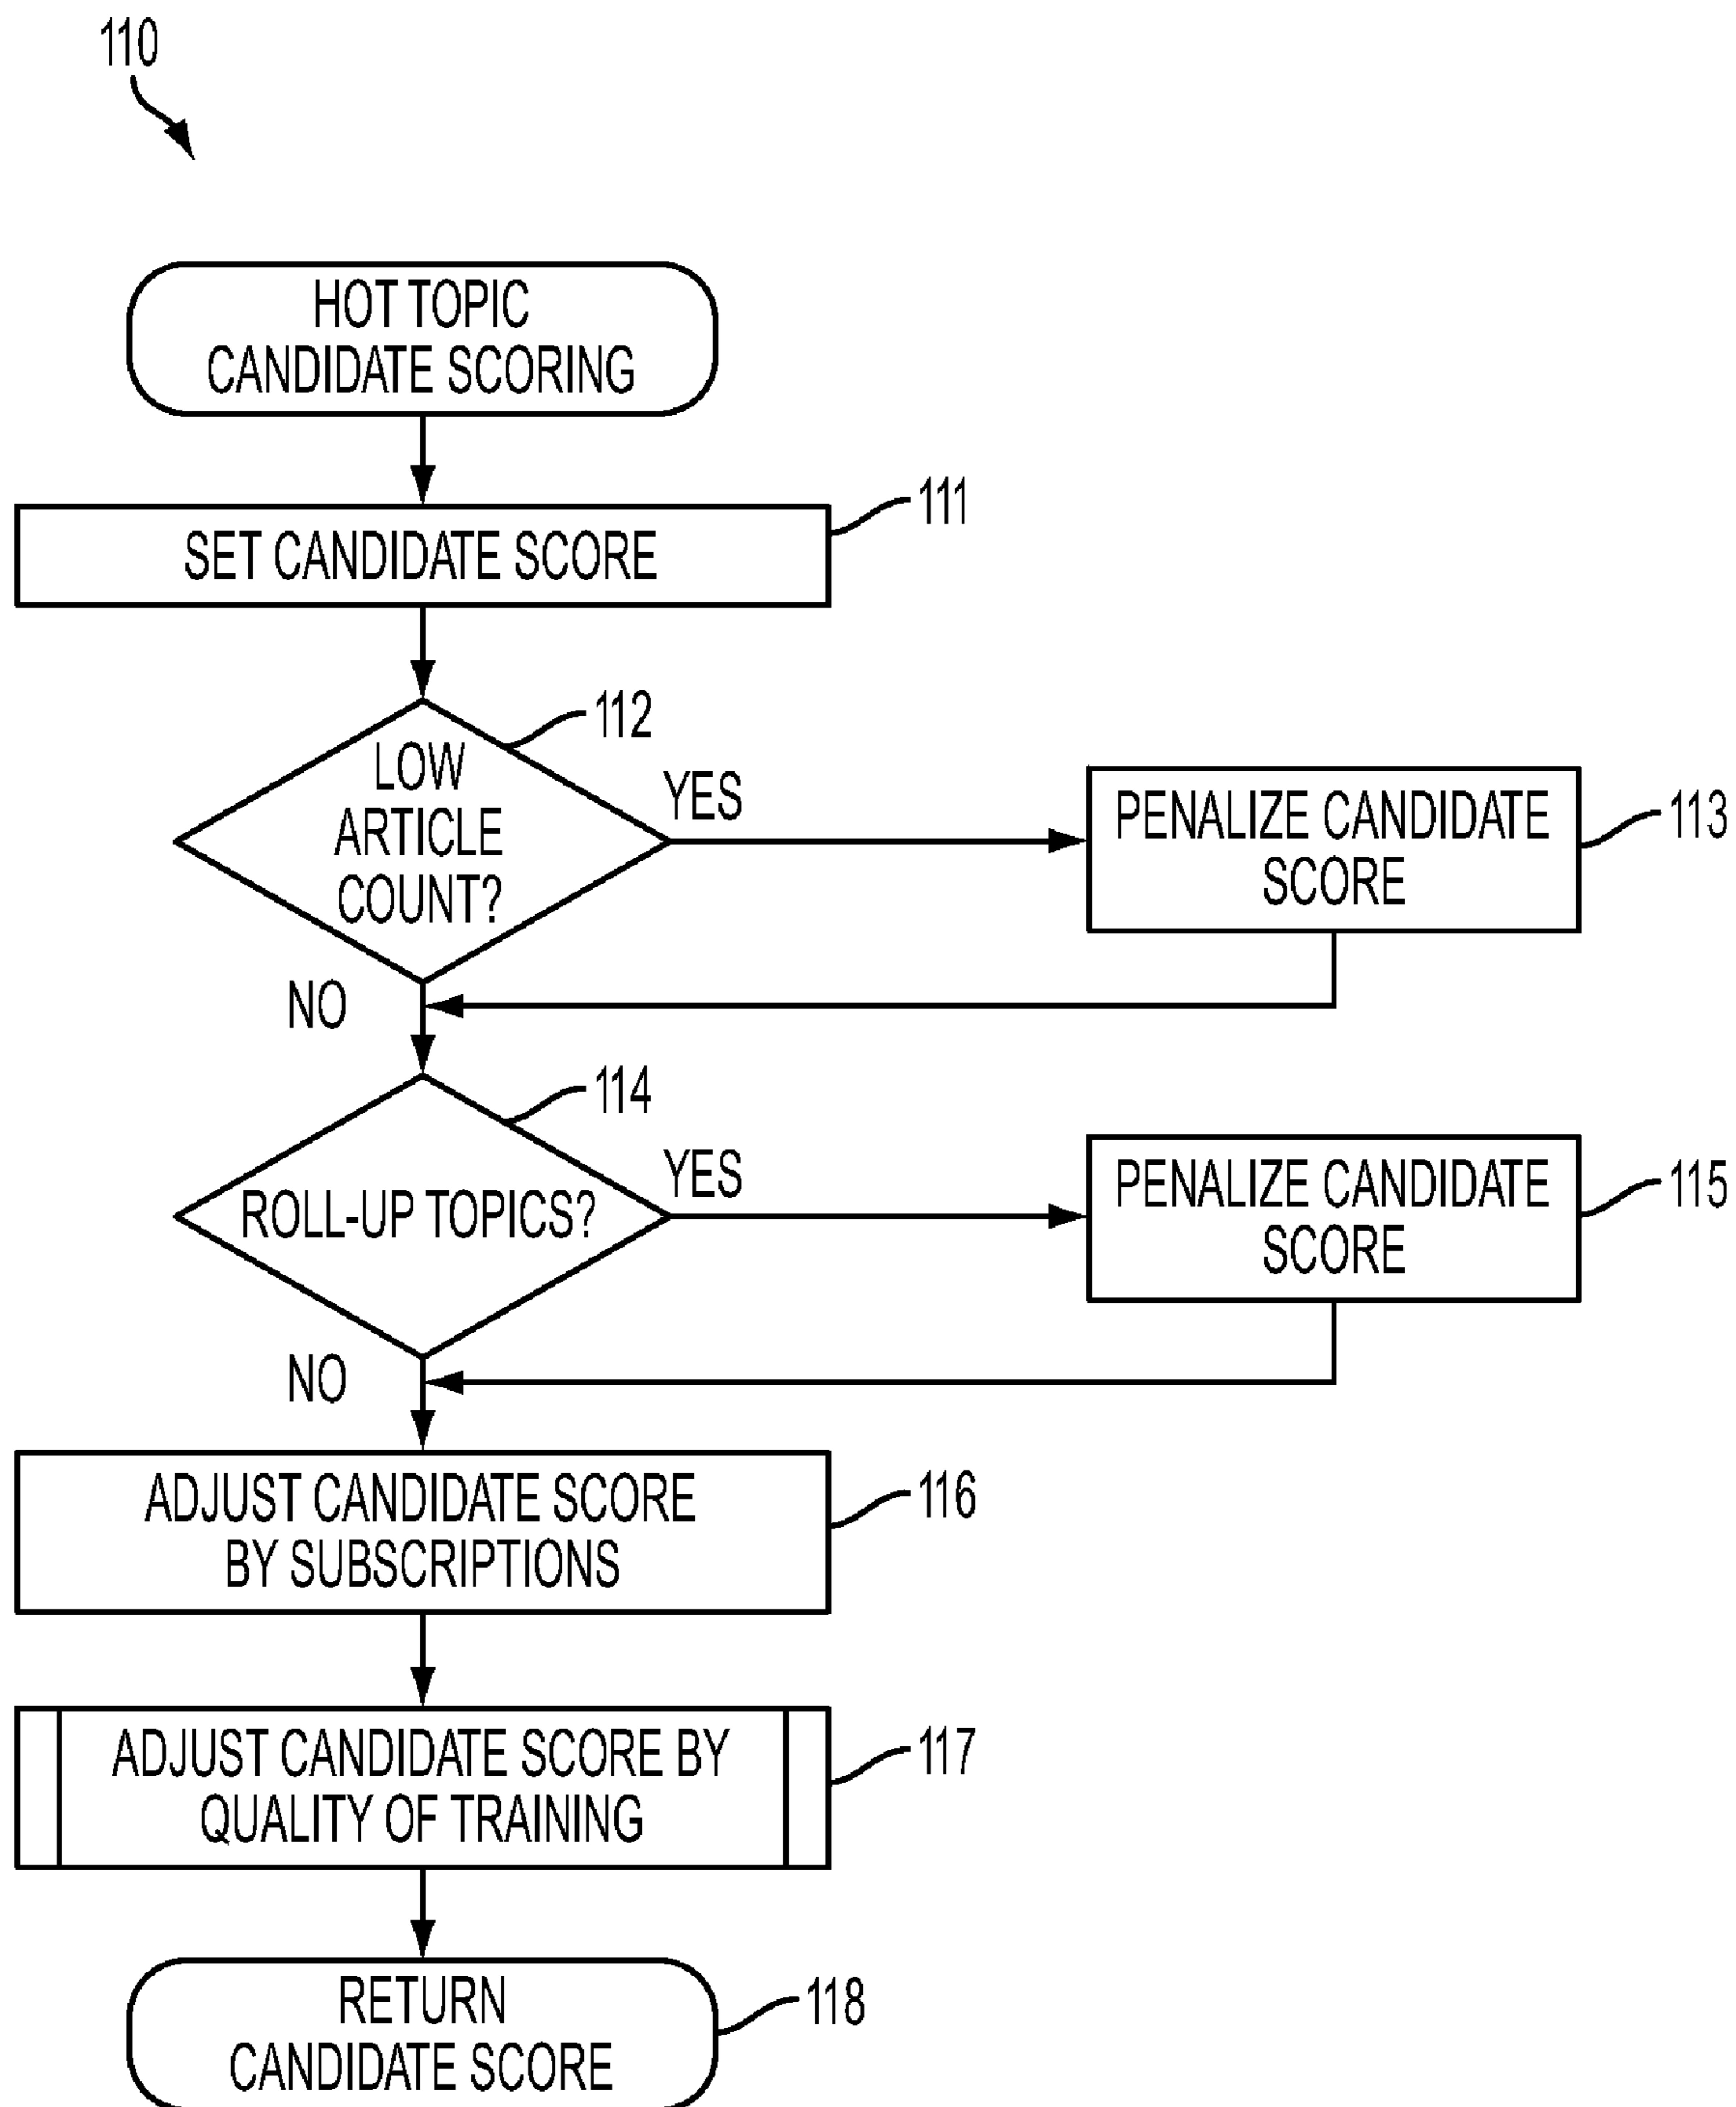 110
HOT TOPIC
CANDIDATE SCORING
111
SET CANDIDATE SCORE
112
LOW
ARTICLE
COUNT?
YES
PENALIZE CANDIDATE
SCORE
113
NO
114
ROLL-UP TOPICS?
YES
PENALIZE CANDIDATE
SCORE
115
NO
ADJUST CANDIDATE SCORE
BY SUBSCRIPTIONS
116
ADJUST CANDIDATE SCORE BY
QUALITY OF TRAINING
117
RETURN
CANDIDATE SCORE
118